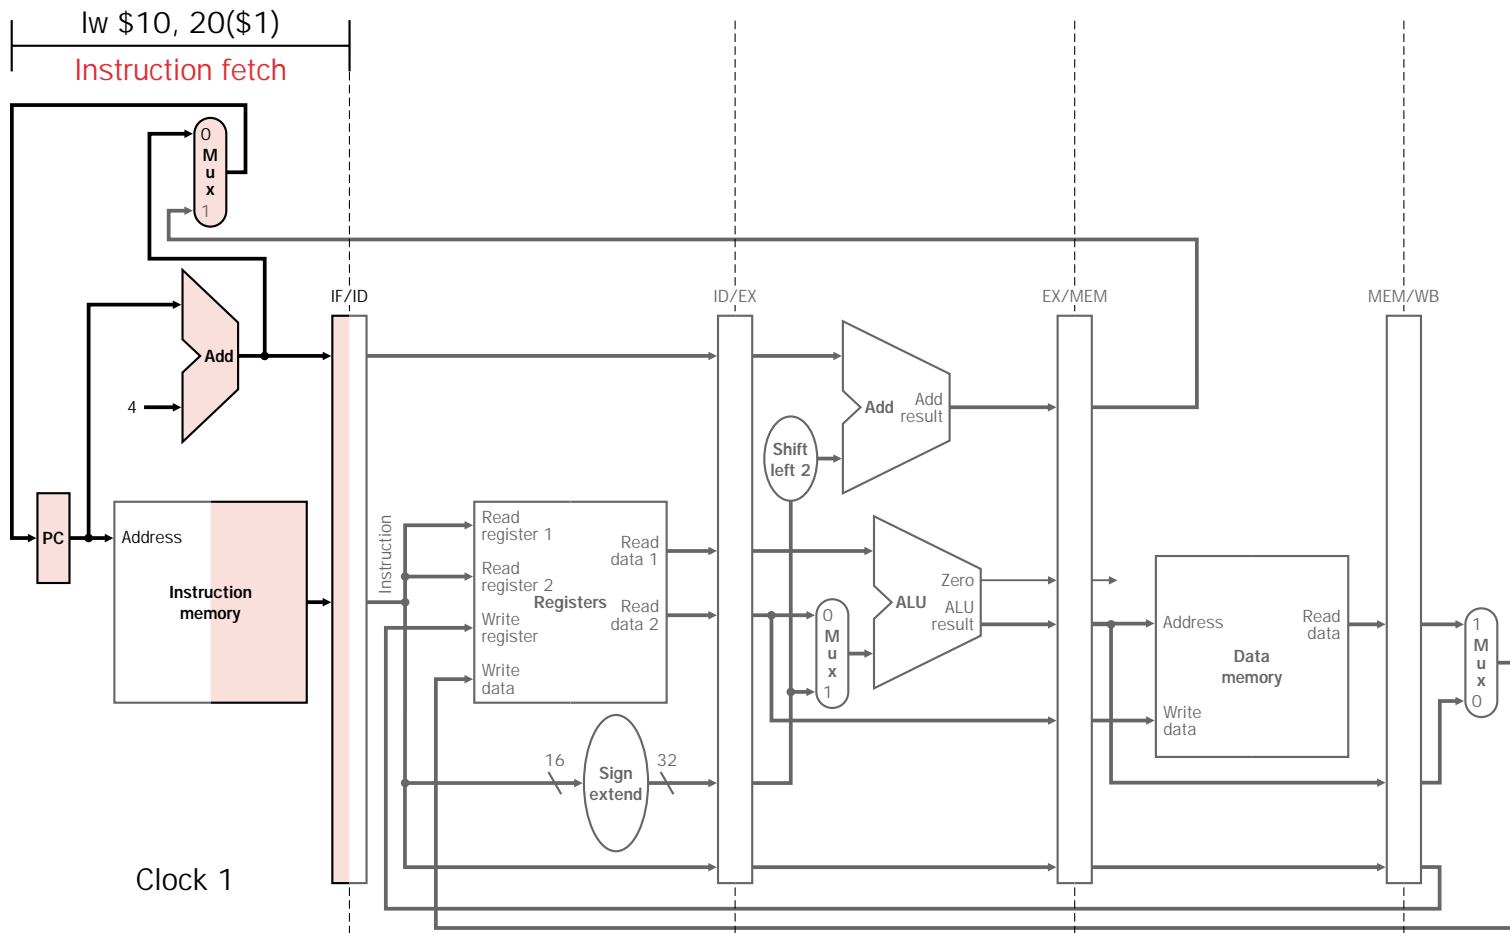 lw $10, 20($1)
Instruction fetch
0
M
u
x
1
IF/ID
ID/EX
EX/MEM
MEM/WB
Add
4
Add
Add
result
Shift
left 2
PC
Address
Instruction
memory
Instruction
Read
register 1
Read
register 2
Write
register
Write
data
Registers
Read
data 1
Read
data 2
0
M
u
x
1
Zero
ALU
ALU
result
Address
Read
data
Data
memory
Write
data
1
M
u
x
0
16
Sign
extend
32
Clock 1